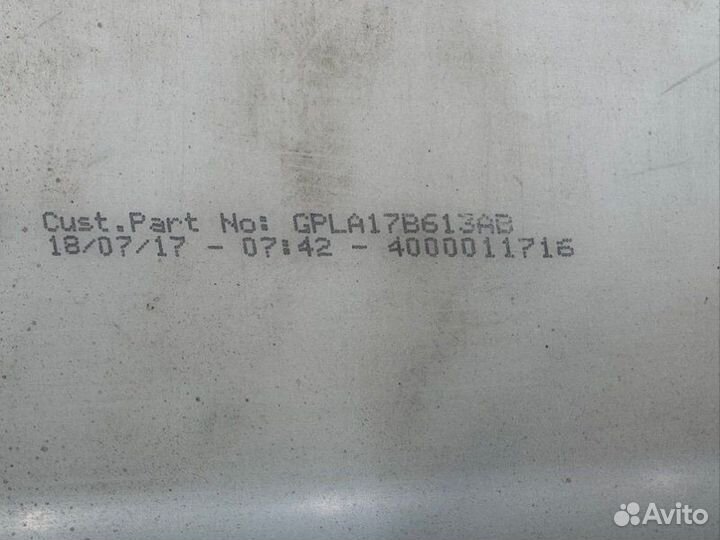 Cust.Part No: GPLA17B613AB
18/07/17 - 07:42 - 4000011716
Avito